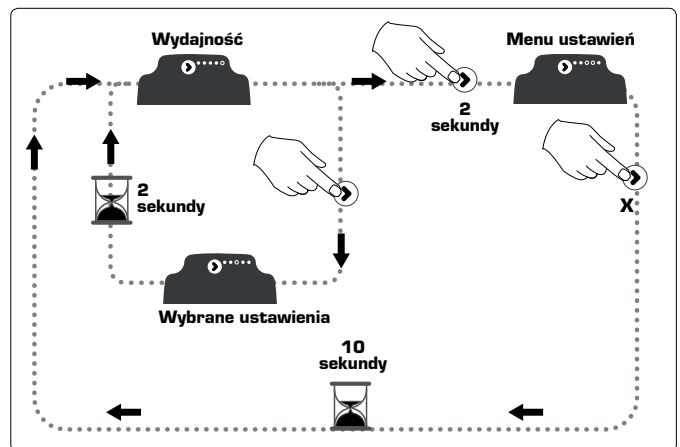 Wydajność
Menu ustawień
2
sekundy
2
sekundy
X
Wybrane ustawienia
10
sekundy